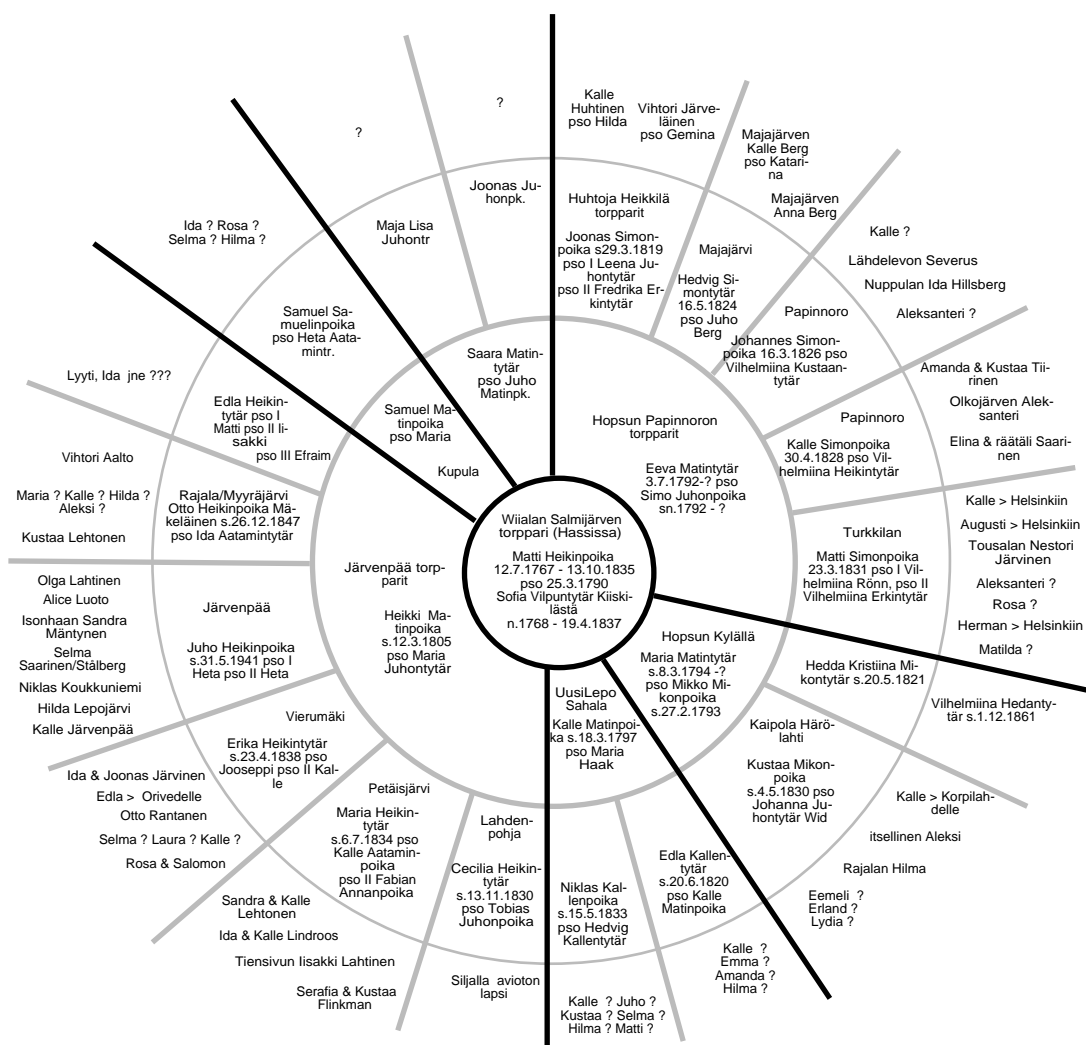 Wiialan Salmijärven
torppari (Hassissa)
Matti Heikinpoika
12.7.1767 - 13.10.1835
pso 25.3.1790
Sofia Vilpuntytär Kiiski-
lästä
n.1768 - 19.4.1837
Hopsun Papinnoron
torpparit
Eeva Matintytär
3.7.1792-? pso
Simo Juhonpoika
sn.1792 - ?
Huhtoja Heikkilä
torpparit
Joonas Simon-
poika s29.3.1819
pso I Leena Ju-
hontytär
pso II Fredrika Er-
kintytär
Kalle
Huhtinen
pso Hilda
Vihtori Järve-
läinen
pso Gemina
Majajärvi
Hedvig Si-
montytär
16.5.1824
pso Juho
Berg
Majajärven
Kalle Berg
pso Katari-
na
Majajärven
Anna Berg
Papinnoro
Johannes Simon-
poika 16.3.1826 pso
Vilhelmiina Kustaan-
tytär
Kalle ?
Lähdelevon Severus
Nuppulan Ida Hillsberg
Aleksanteri ?
Papinnoro
Kalle Simonpoika
30.4.1828 pso Vil-
helmiina Heikintytär
Amanda & Kustaa Tii-
rinen
Olkojärven Alek-
santeri
Elina & räätäli Saari-
nen
Turkkilan
Matti Simonpoika
23.3.1831 pso I Vil-
helmiina Rönn, pso II
Vilhelmiina Erkintytär
Kalle > Helsinkiin
Augusti > Helsinkiin
Tousalan Nestori
Järvinen
Aleksanteri ?
Rosa ?
Herman > Helsinkiin
Matilda ?
Hopsun Kylällä
Maria Matintytär
s.8.3.1794 -?
pso Mikko Mi-
konpoika
s.27.2.1793
Hedda Kristiina Mi-
kontytär s.20.5.1821
Vilhelmiina Hedanty-
tär s.1.12.1861
Kaipola Härö-
lahti
Kustaa Mikon-
poika
s.4.5.1830 pso
Johanna Ju-
hontytär Wid
Kalle > Korpilah-
delle
itsellinen Aleksi
Rajalan Hilma
Eemeli ?
Erland ?
Lydia ?
UusiLepo
Sahala
Kalle Matinpoi-
ka s.18.3.1797
pso Maria
Haak
Edla Kallen-
tytär
s.20.6.1820
pso Kalle
Matinpoika
Kalle ?
Emma ?
Amanda ?
Hilma ?
Niklas Kal-
lenpoika
s.15.5.1833
pso Hedvig
Kallentytär
Kalle ? Juho ?
Kustaa ? Selma ?
Hilma ? Matti ?
Järvenpää torp-
parit
Heikki Ma-
tinpoika
s.12.3.1805
pso Maria
Juhontytär
Lahden-
pohja
Cecilia Heikin-
tytär
s.13.11.1830
pso Tobias
Juhonpoika
Siljalla avioton
lapsi
Petäisjärvi
Maria Heikin-
tytär
s.6.7.1834 pso
Kalle Aatamin-
poika
pso II Fabian
Annanpoika
Sandra & Kalle
Lehtonen
Ida & Kalle Lindroos
Tiensivun Iisakki Lahtinen
Serafia & Kustaa
Flinkman
Vierumäki
Erika Heikintytär
s.23.4.1838 pso
Jooseppi pso II Kal-
le
Ida & Joonas Järvinen
Edla > Orivedelle
Otto Rantanen
Selma ? Laura ? Kalle ?
Rosa & Salomon
Järvenpää
Juho Heikinpoika
s.31.5.1941 pso I
Heta pso II Heta
Olga Lahtinen
Alice Luoto
Isonhaan Sandra
Mäntynen
Selma
Saarinen/Stålberg
Niklas Koukkuniemi
Hilda Lepojärvi
Kalle Järvenpää
Rajala/Myyräjärvi
Otto Heikinpoika Mä-
keläinen s.26.12.1847
pso Ida Aatamintytär
Vihtori Aalto
Maria ? Kalle ? Hilda ?
Aleksi ?
Kustaa Lehtonen
Edla Heikin-
tytär pso I
Matti pso II Ii-
sakki
pso III Efraim
Lyyti, Ida jne ???
Samuel Ma-
tinpoika
pso Maria
Kupula
Samuel Sa-
muelinpoika
pso Heta Aata-
mintr.
Ida ? Rosa ?
Selma ? Hilma ?
Saara Matin-
tytär
pso Juho
Matinpk.
Maja Lisa
Juhontr
?
Joonas Ju-
honpk.
?